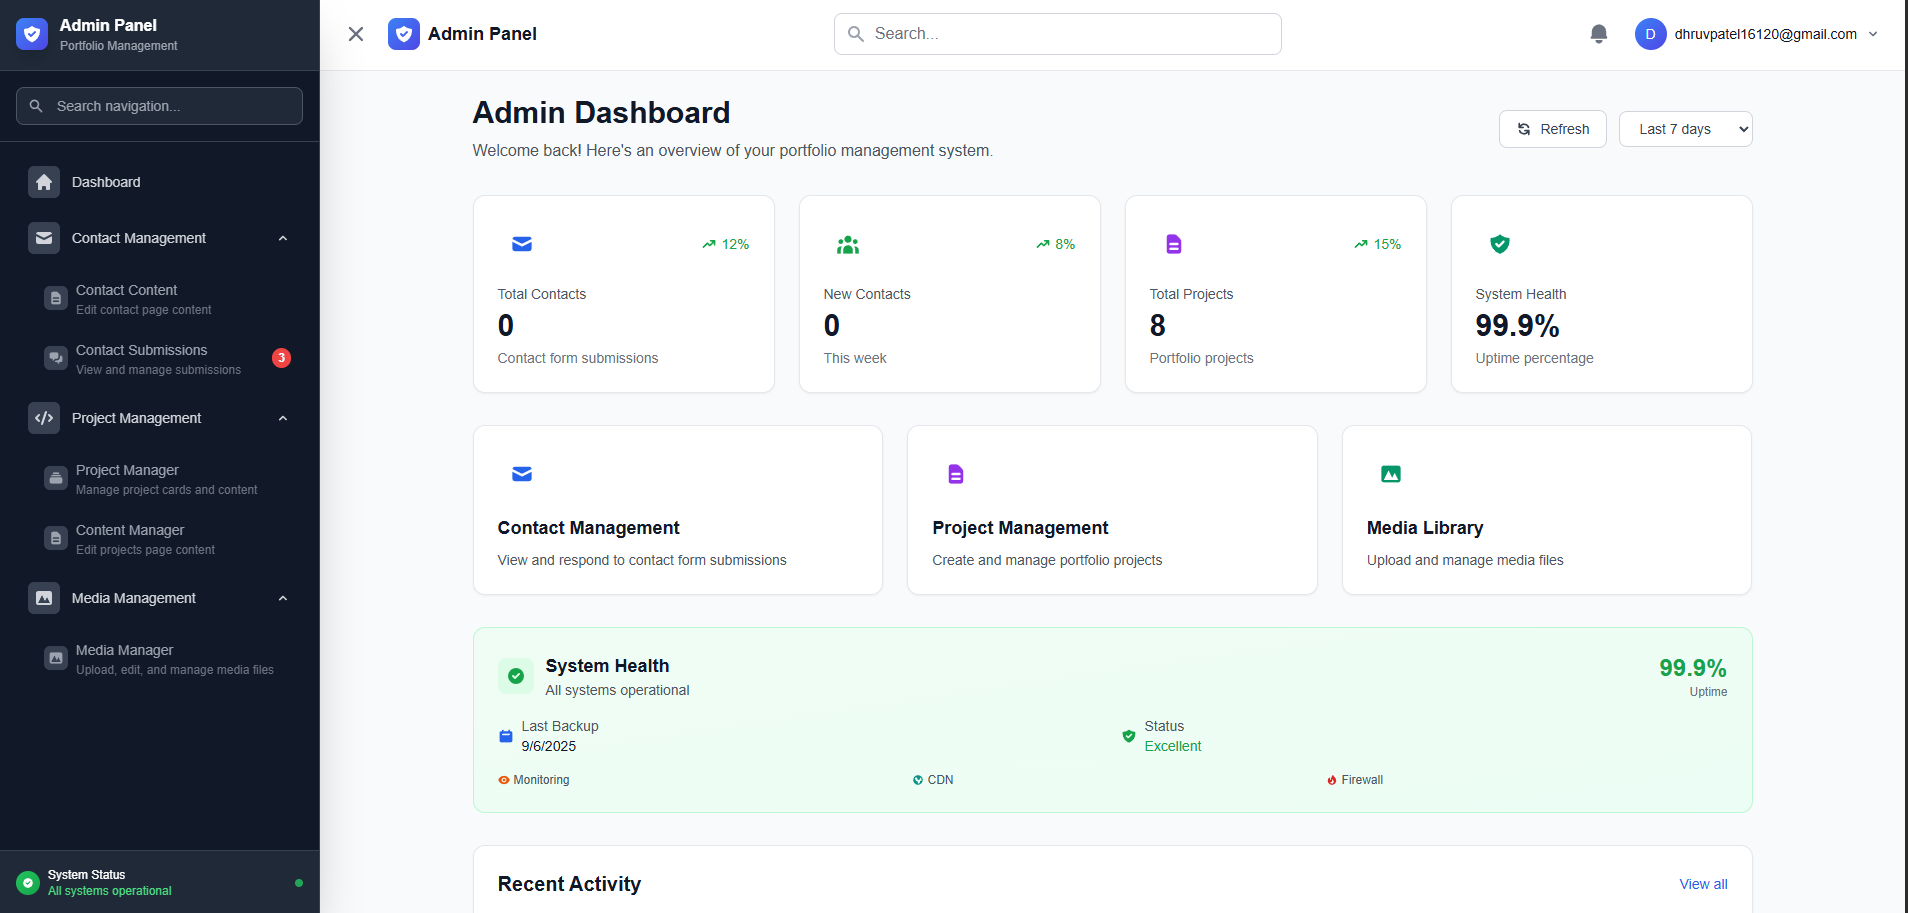 Admin Panel
Portfolio Management
Search navigation...
Dashboard
Contact Management
Contact Content
Edit contact page content
Contact Submissions
View and manage submissions
3
Project Management
Project Manager
Manage project cards and content
Content Manager
Edit projects page content
Media Management
Media Manager
Upload, edit, and manage media files
System Status
All systems operational
Admin Panel
Search...
D
dhruvpatel16120@gmail.com
Admin Dashboard
Welcome back! Here's an overview of your portfolio management system.
Refresh
Last 7 days
12%
Total Contacts
0
Contact form submissions
8%
New Contacts
0
This week
15%
Total Projects
8
Portfolio projects
System Health
99.9%
Uptime percentage
Contact Management
View and respond to contact form submissions
Project Management
Create and manage portfolio projects
Media Library
Upload and manage media files
System Health
All systems operational
99.9%
Uptime
Last Backup
9/6/2025
Status
Excellent
Monitoring
CDN
Firewall
Recent Activity
View all